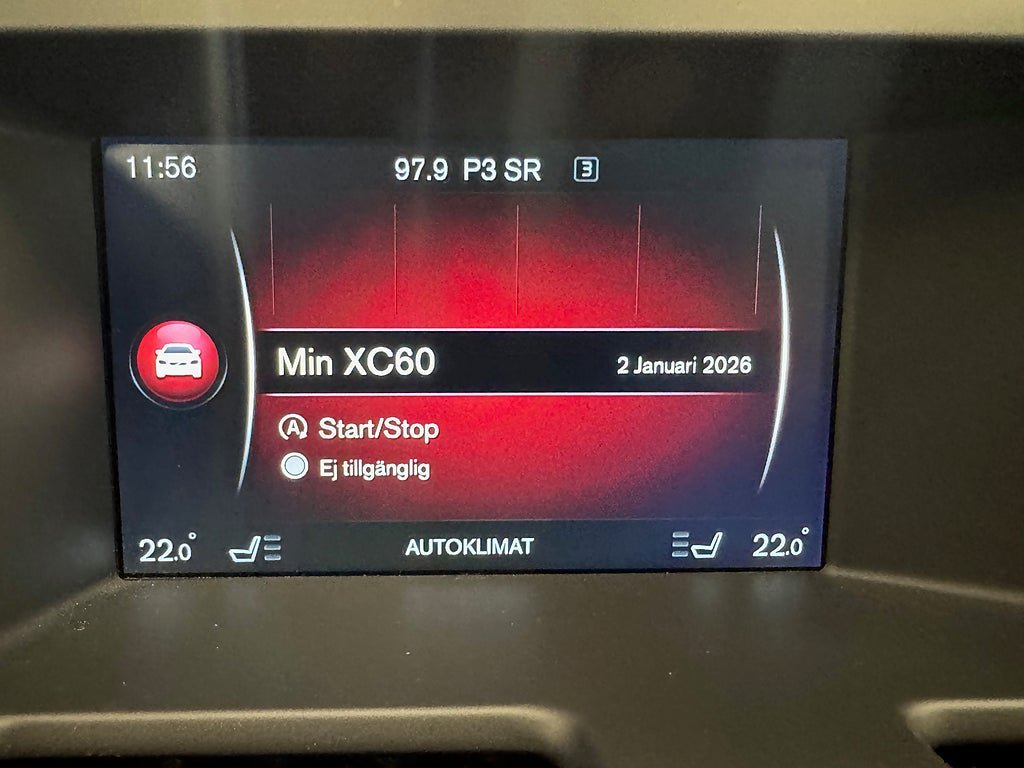 11:56 97.9 P3 SR 3
Min XC60 2 Januari 2026
A Start/Stop
Ej tillgänglig
22.0° AUTOKLIMAT 22.0°